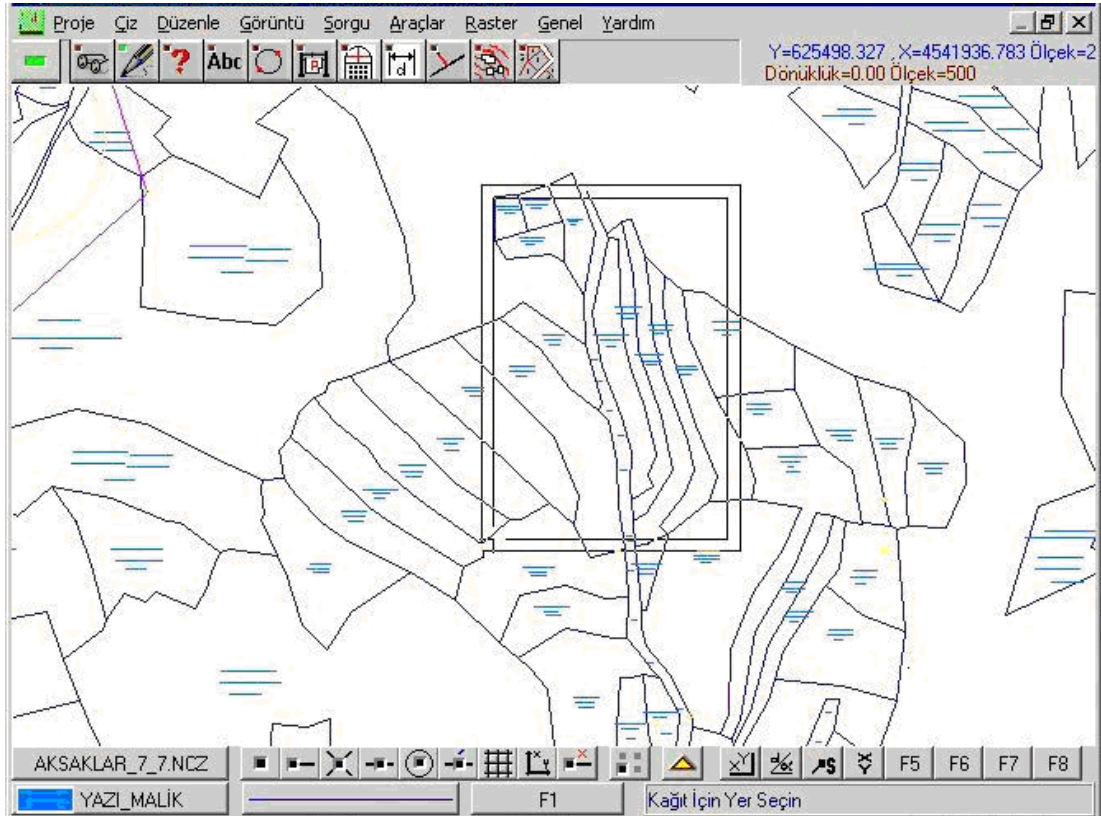 Proje Çiz Düzenle Görüntü Sorgu Araçlar Raster Genel Yardım
Abc
Y=625498.327 , X=4541936.783 Ölçek=2
Dönüklük=0.00 Ölçek=500
AKSAKLAR_7_7.NCZ F5 F6 F7 F8
YAZI_MALİK F1 Kağıt İçin Yer Seçin